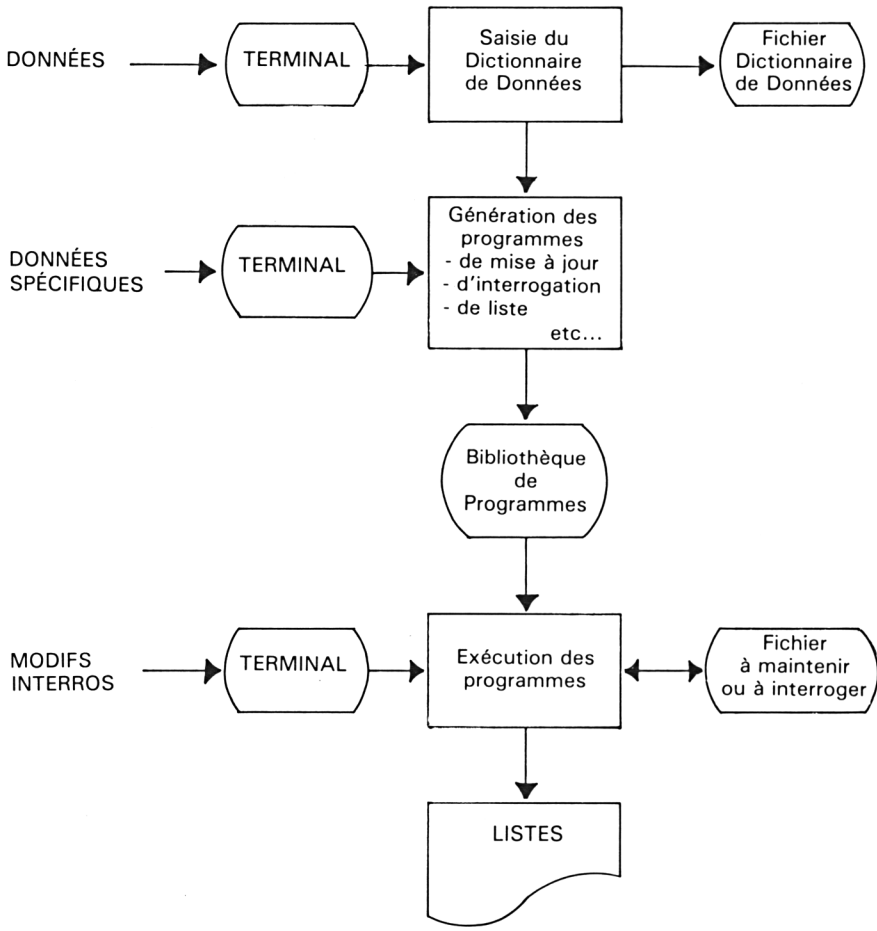 DONNÉES
TERMINAL
Saisie du
Dictionnaire
de Données
Fichier
Dictionnaire
de Données
DONNÉES
SPÉCIFIQUES
TERMINAL
Génération des
programmes
- de mise à jour
- d'interrogation
- de liste
etc...
Bibliothèque
de
Programmes
MODIFS
INTERROS
TERMINAL
Exécution des
programmes
Fichier
à maintenir
ou à interroger
LISTES